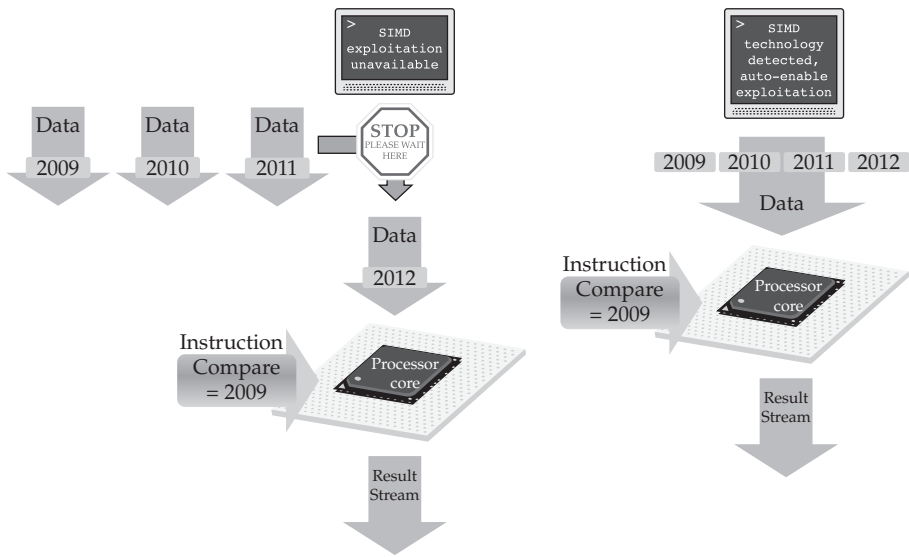 >
SIMD
exploitation
unavailable
Data
2009
Data
2010
Data
2011
STOP
PLEASE WAIT
HERE
Data
2012
Instruction
Compare
= 2009
Processor
core
Result
Stream
>
SIMD
technology
detected,
auto-enable
exploitation
2009 2010 2011 2012
Data
Instruction
Compare
= 2009
Processor
core
Result
Stream